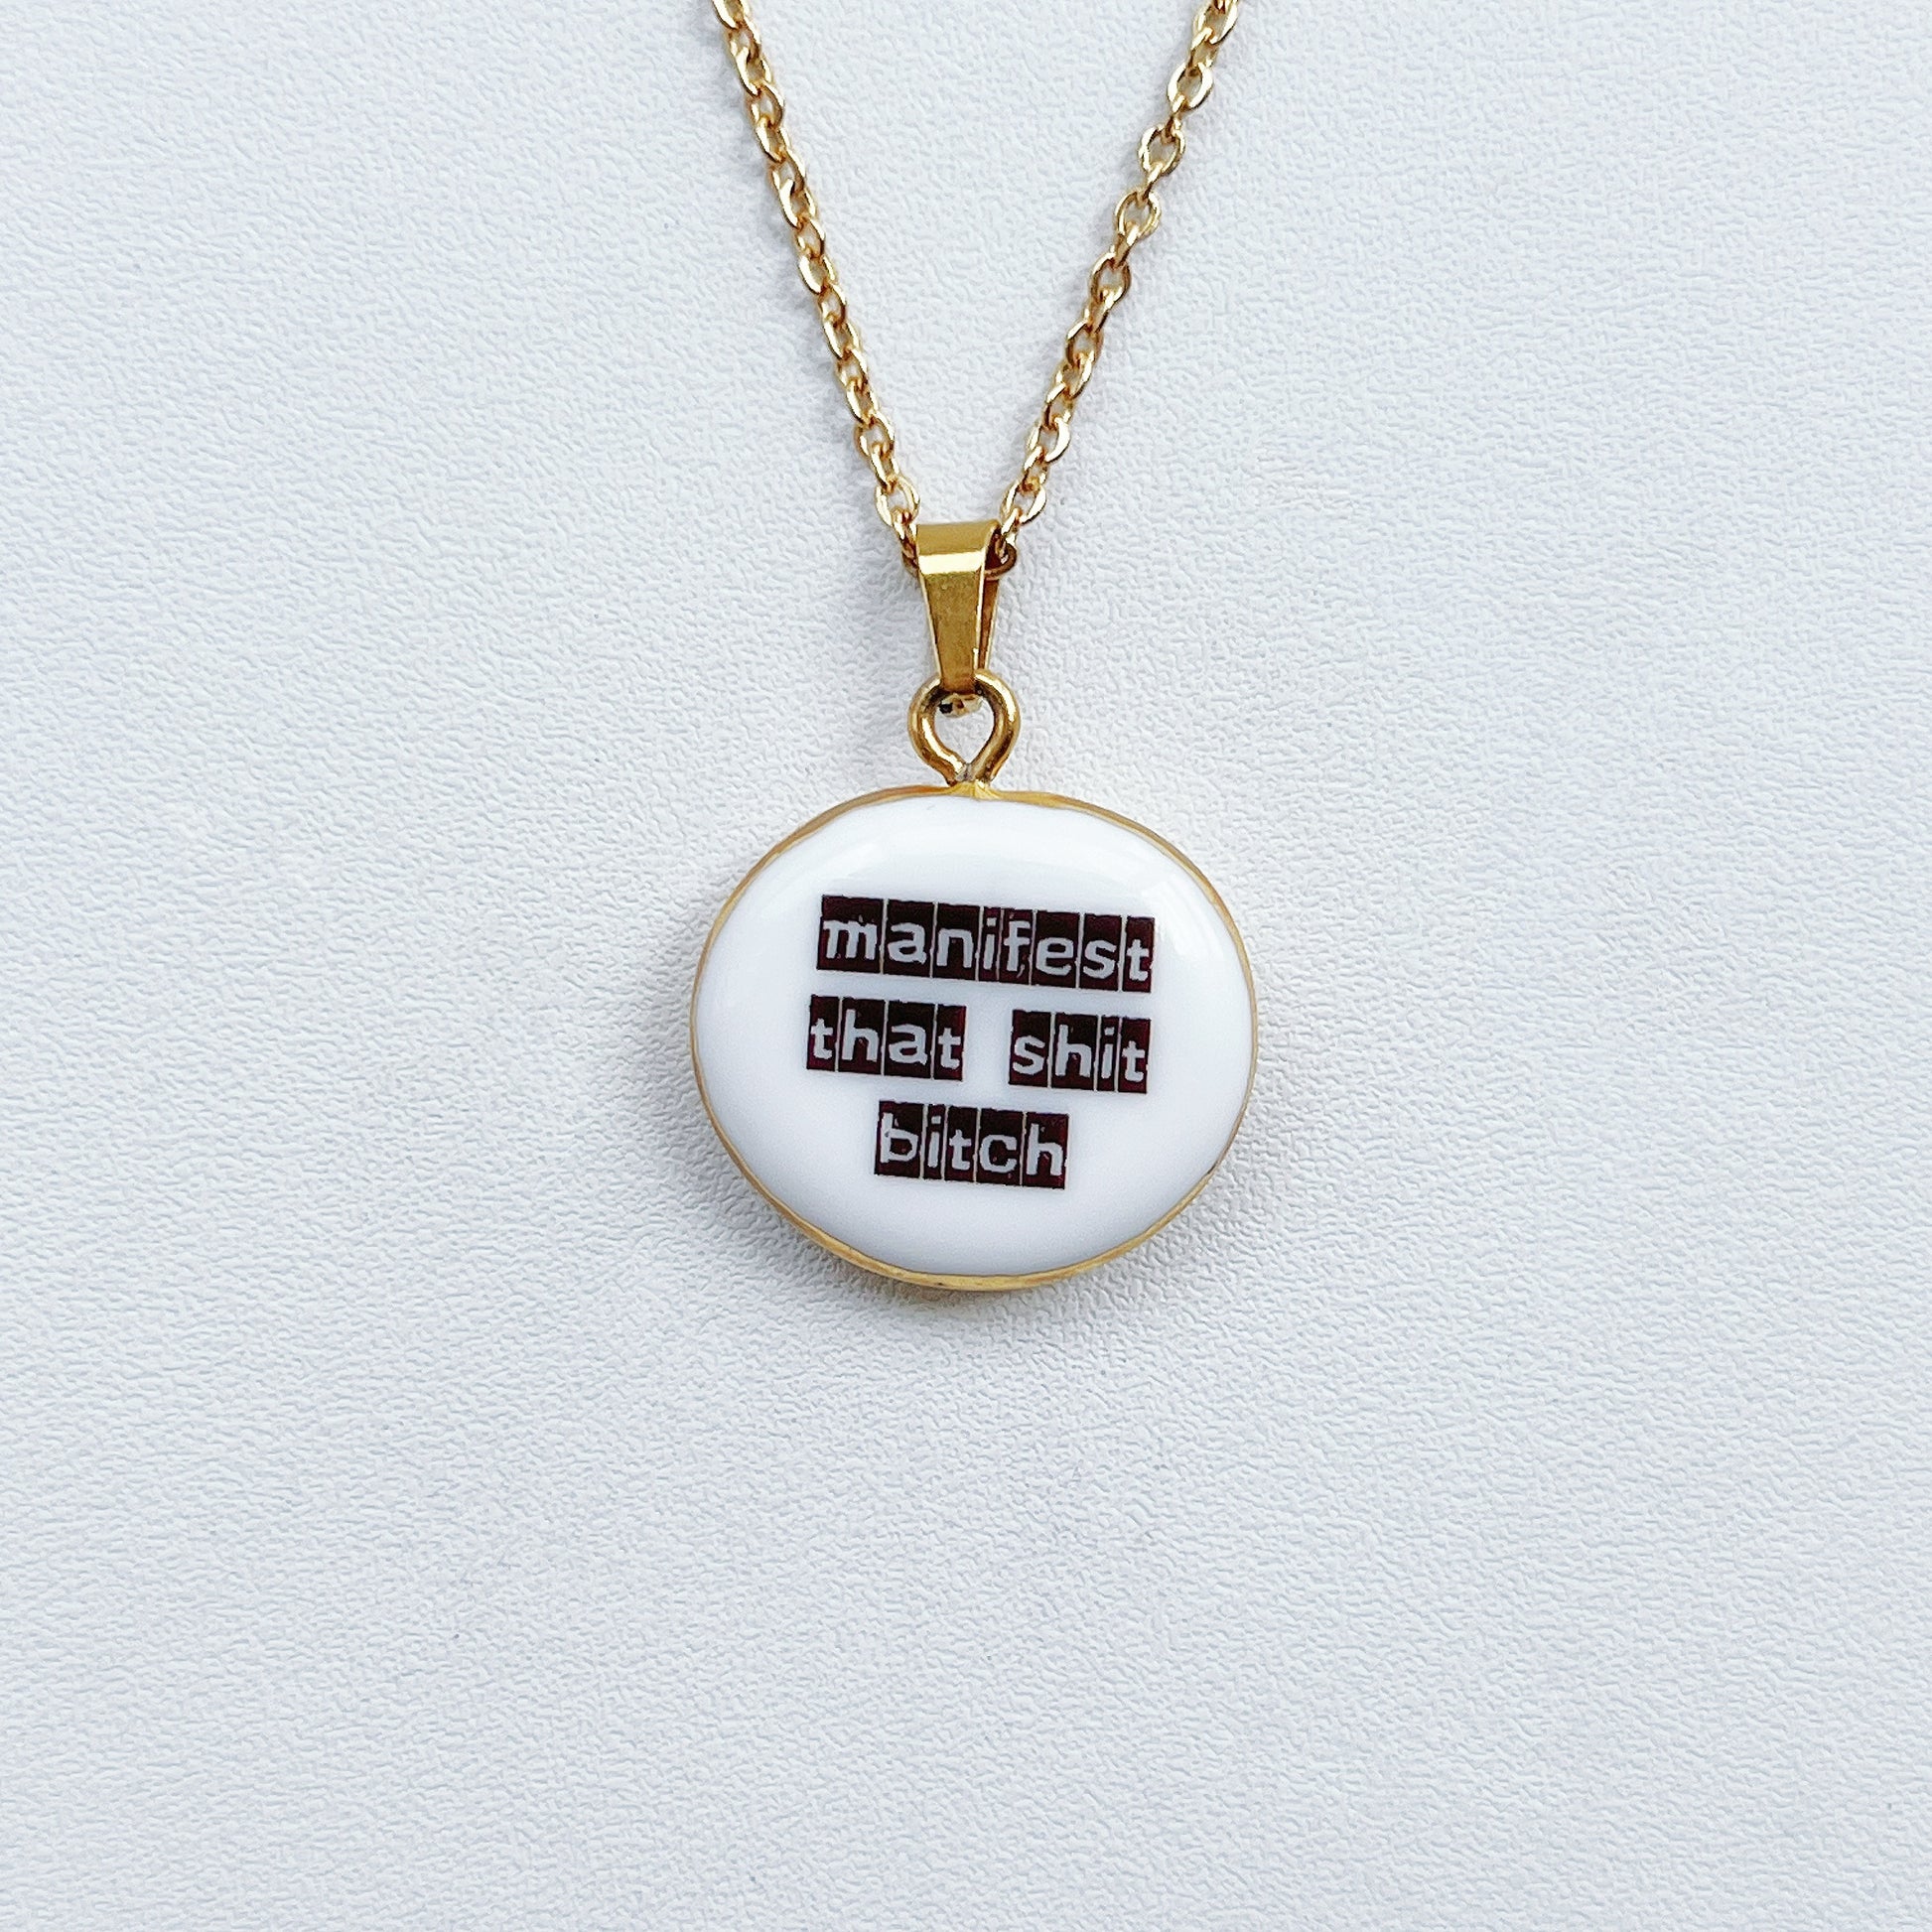 manifest
that shit
bitch